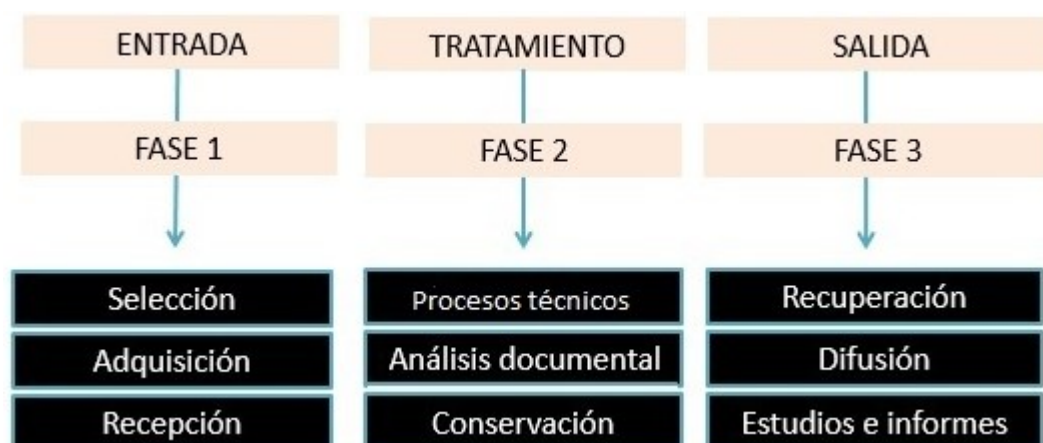 ENTRADA
TRATAMIENTO
SALIDA
FASE 1
FASE 2
FASE 3
Selección
Procesos técnicos
Recuperación
Adquisición
Análisis documental
Difusión
Recepción
Conservación
Estudios e informes